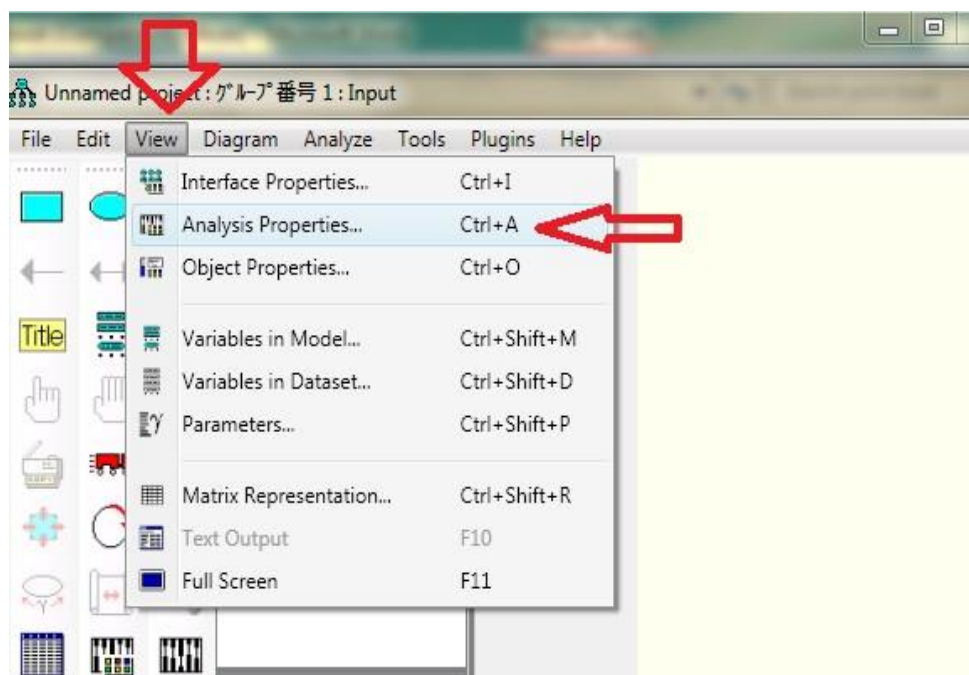 Unnamed project : グループ番号 1 : Input
File Edit View Diagram Analyze Tools Plugins Help
Interface Properties... Ctrl+I
Analysis Properties... Ctrl+A
Object Properties... Ctrl+O
Title
Variables in Model... Ctrl+Shift+M
Variables in Dataset... Ctrl+Shift+D
Parameters... Ctrl+Shift+P
Matrix Representation... Ctrl+Shift+R
Text Output F10
Full Screen F11